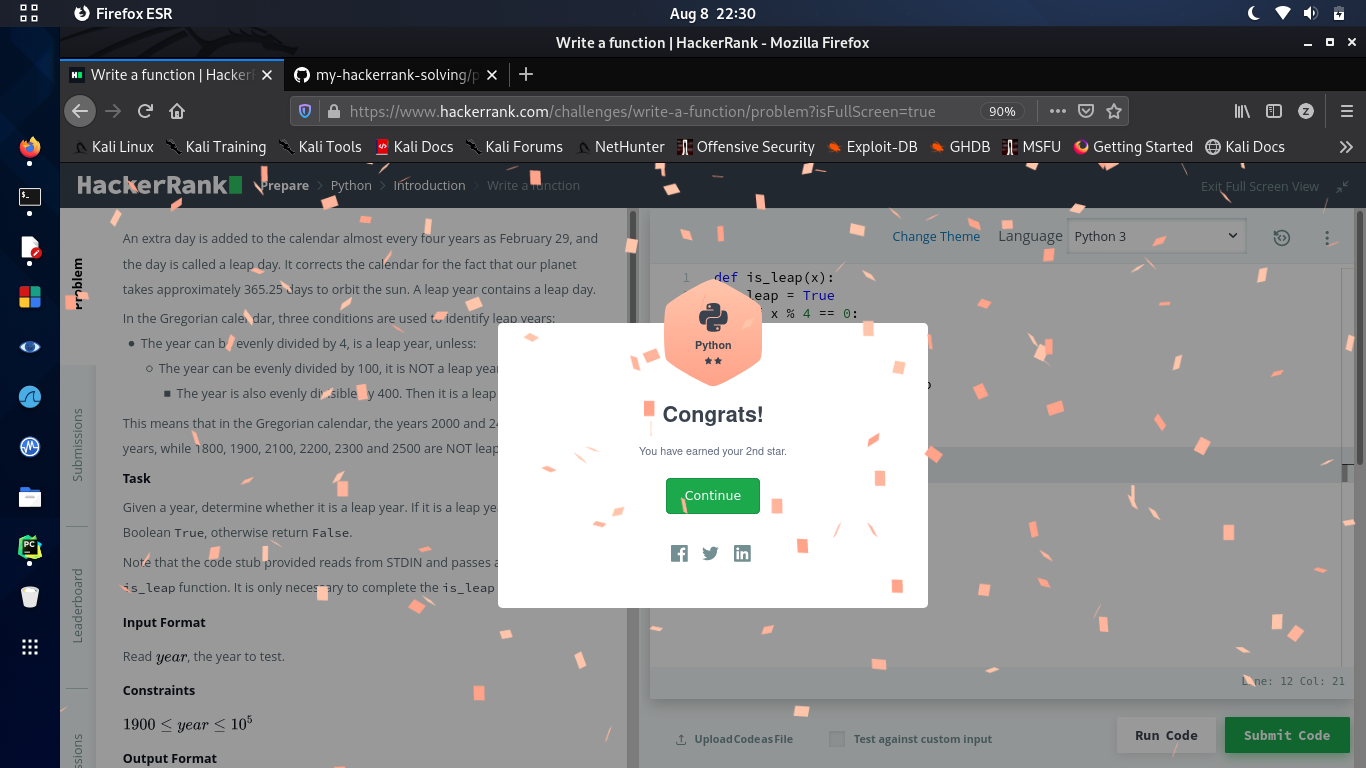 Firefox ESR
Aug 8 22:30
Write a function | HackerRank - Mozilla Firefox
Write a function | Hacker
my-hackerrank-solving/p
https://www.hackerrank.com/challenges/write-a-function/problem?isFullScreen=true
90%
Kali Linux
Kali Training
Kali Tools
Kali Docs
Kali Forums
NetHunter
Offensive Security
Exploit-DB
GHDB
MSFU
Getting Started
Kali Docs
HackerRank
Prepare > Python > Introduction > Write a function
Exit Full Screen View
Problem
Submissions
Leaderboard
An extra day is added to the calendar almost every four years as February 29, and
the day is called a leap day. It corrects the calendar for the fact that our planet
takes approximately 365.25 days to orbit the sun. A leap year contains a leap day.
In the Gregorian calendar, three conditions are used to identify leap years:
The year can be evenly divided by 4, is a leap year, unless:
The year can be evenly divided by 100, it is NOT a leap yea
The year is also evenly divisible by 400. Then it is a leap
This means that in the Gregorian calendar, the years 2000 and 24
years, while 1800, 1900, 2100, 2200, 2300 and 2500 are NOT leap
Task
Given a year, determine whether it is a leap year. If it is a leap yea
Boolean True, otherwise return False.
Note that the code stub provided reads from STDIN and passes a
is_leap function. It is only necessary to complete the is_leap
Input Format
Read year, the year to test.
Constraints
1900 ≤ year ≤ 10⁵
Output Format
Change Theme
Language
Python 3
1 def is_leap(x):
leap = True
x % 4 == 0:
Python
Congrats!
You have earned your 2nd star.
Continue
Line: 12 Col: 21
Upload Code as File
Test against custom input
Run Code
Submit Code